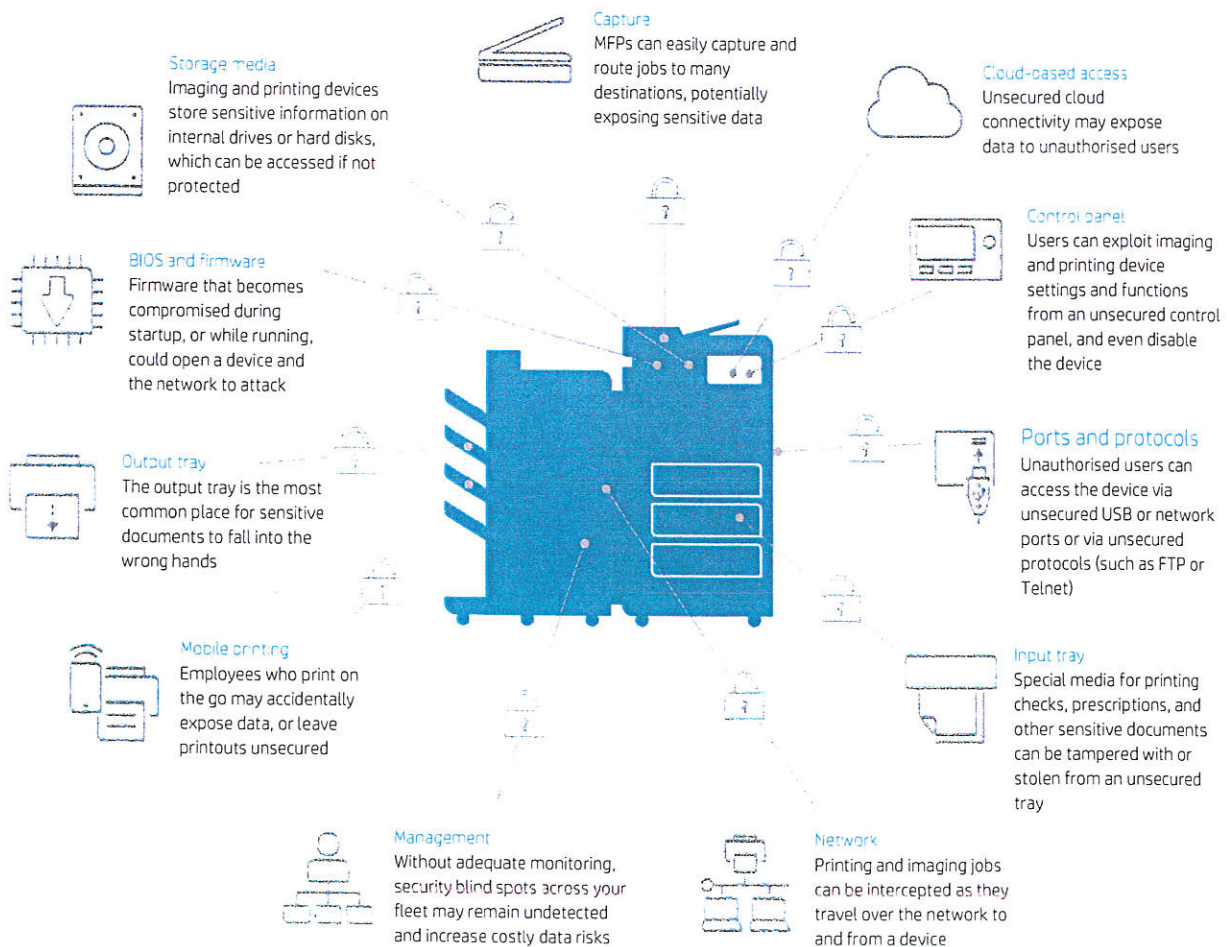 Capture
MFPs can easily capture and
route jobs to many
destinations, potentially
exposing sensitive data
Storage media
Imaging and printing devices
store sensitive information on
internal drives or hard disks,
which can be accessed if not
protected
Cloud-based access
Unsecured cloud
connectivity may expose
data to unauthorised users
BIOS and firmware
Firmware that becomes
compromised during
startup, or while running,
could open a device and
the network to attack
Control panel
Users can exploit imaging
and printing device
settings and functions
from an unsecured control
panel, and even disable
the device
Output tray
The output tray is the most
common place for sensitive
documents to fall into the
wrong hands
Ports and protocols
Unauthorised users can
access the device via
unsecured USB or network
ports or via unsecured
protocols (such as FTP or
Telnet)
Mobile printing
Employees who print on
the go may accidentally
expose data, or leave
printouts unsecured
Input tray
Special media for printing
checks, prescriptions, and
other sensitive documents
can be tampered with or
stolen from an unsecured
tray
Management
Without adequate monitoring,
security blind spots across your
fleet may remain undetected
and increase costly data risks
Network
Printing and imaging jobs
can be intercepted as they
travel over the network to
and from a device